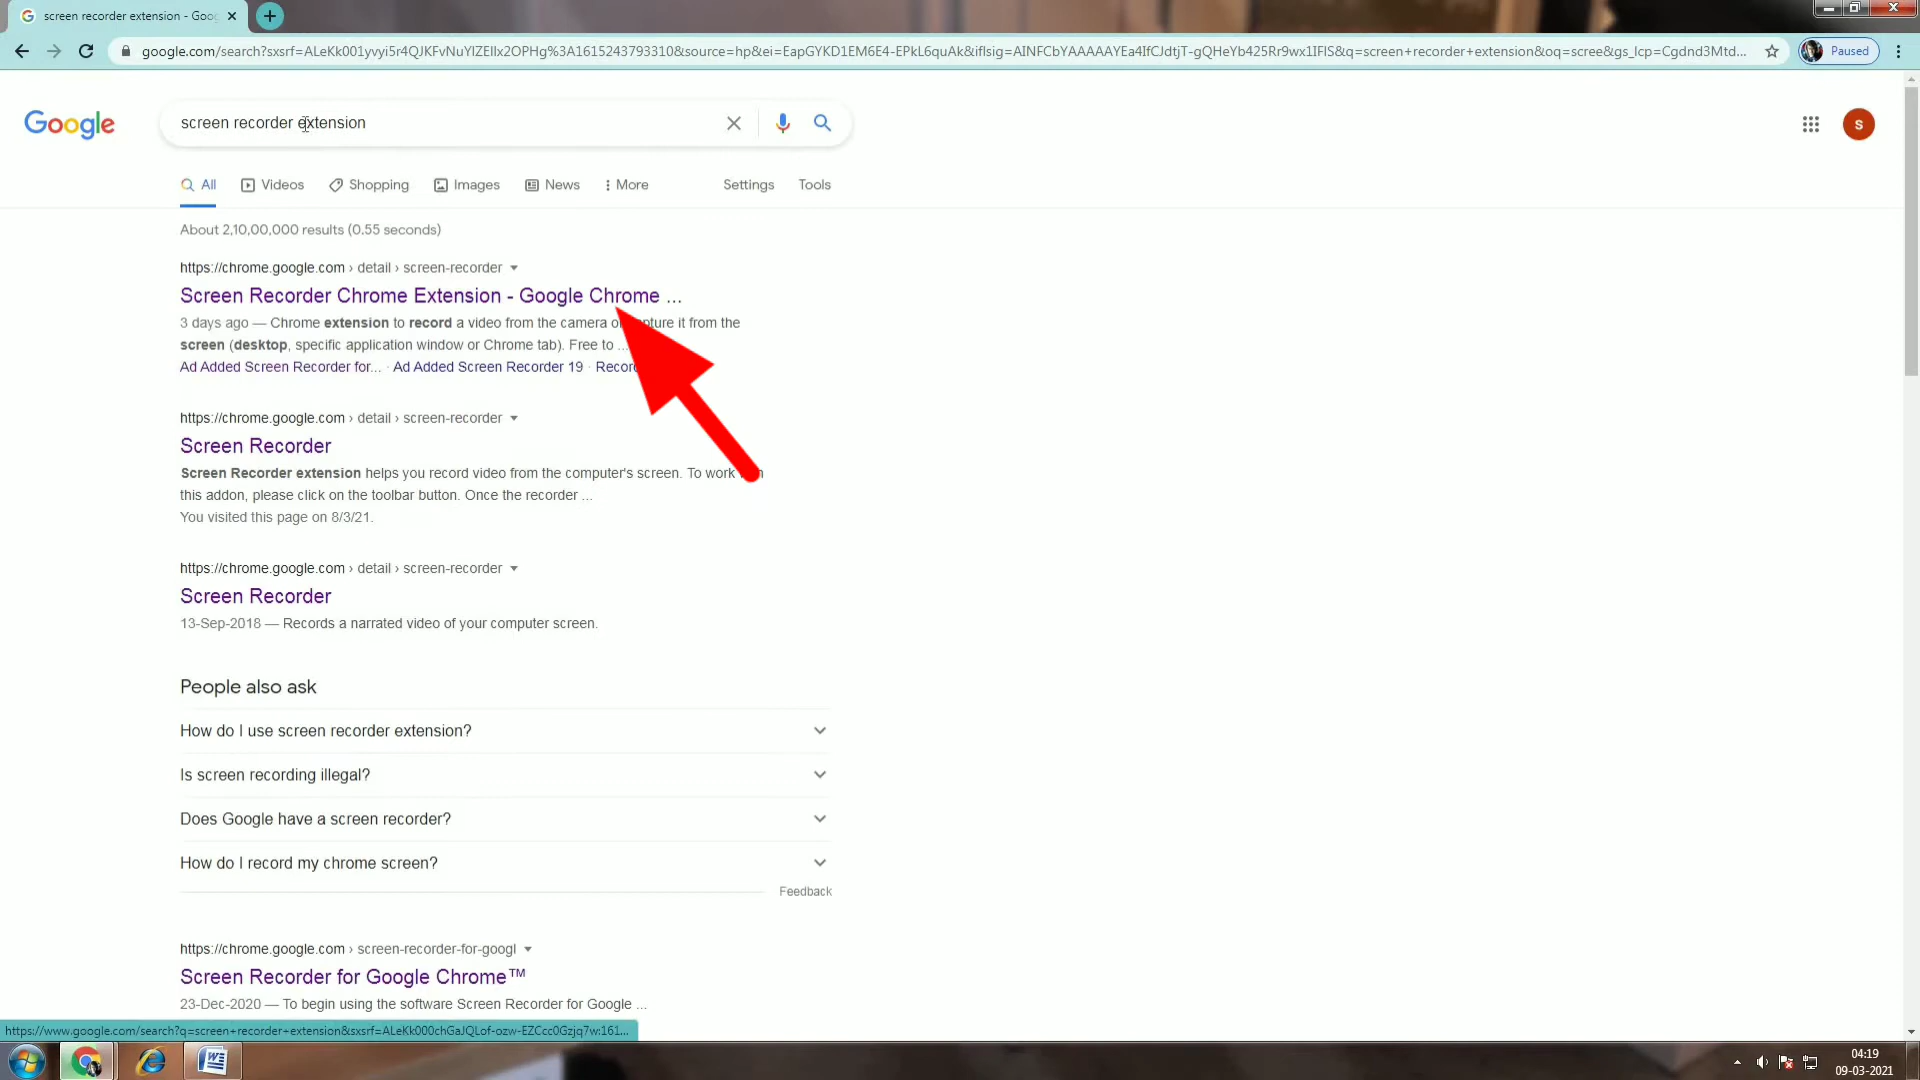 screen recorder extension - Goo
google.com/search?sxsrf=ALeKk001yvyi5r4QJKFvNuYlZEllx2OPHg%3A1615243793310&source=hp&ei=EapGYKD1EM6E4-EPkL6quAk&iflsig=AINFCbYAAAAAYEa4IfCJdtjT-gQHeYb425Rr9wx1IFlS&q=screen+recorder+extension&oq=scree&gs_lcp=Cgdnd3Mtd...
Paused
Google
screen recorder extension
s
All Videos Shopping Images News More Settings Tools
About 2,10,00,000 results (0.55 seconds)
https://chrome.google.com › detail › screen-recorder
Screen Recorder Chrome Extension - Google Chrome ...
3 days ago — Chrome extension to record a video from the camera or capture it from the
screen (desktop, specific application window or Chrome tab). Free to ...
Ad Added Screen Recorder for... · Ad Added Screen Recorder 19 · Record
https://chrome.google.com › detail › screen-recorder
Screen Recorder
Screen Recorder extension helps you record video from the computer's screen. To work with
this addon, please click on the toolbar button. Once the recorder ...
You visited this page on 8/3/21.
https://chrome.google.com › detail › screen-recorder
Screen Recorder
13-Sep-2018 — Records a narrated video of your computer screen.
People also ask
How do I use screen recorder extension?
Is screen recording illegal?
Does Google have a screen recorder?
How do I record my chrome screen?
Feedback
https://chrome.google.com › screen-recorder-for-googl
Screen Recorder for Google Chrome™
23-Dec-2020 — To begin using the software Screen Recorder for Google ...
https://www.google.com/search?q=screen+recorder+extension&sxsrf=ALeKk000chGaJQLof-ozw-EZCcc0Gzjq7w:161...
04:19
09-03-2021